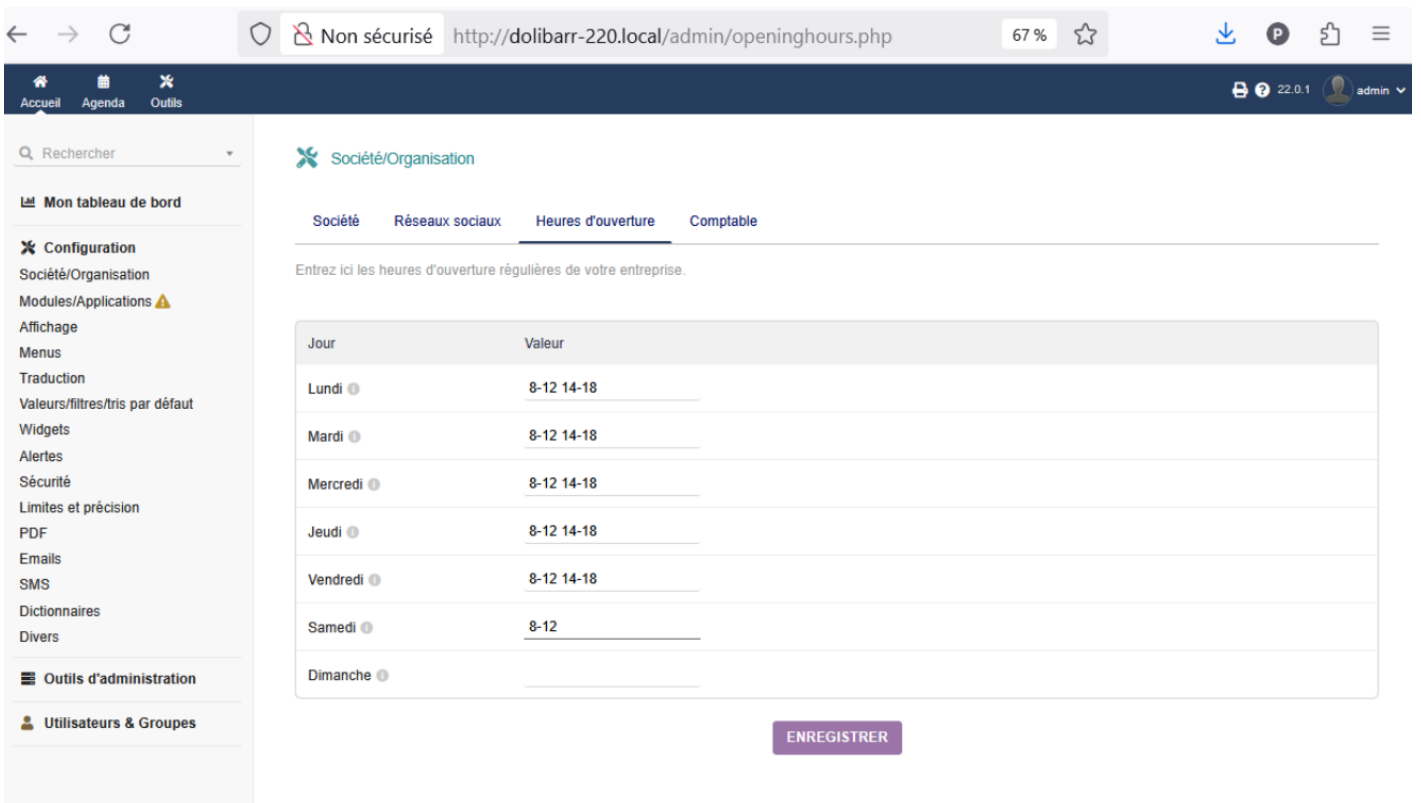 Non sécurisé http://dolibarr-220.local/admin/openinghours.php 67 % P
Accueil Agenda Outils 22.0.1 admin
Rechercher
Mon tableau de bord
Configuration
Société/Organisation
Modules/Applications
Affichage
Menus
Traduction
Valeurs/filtres/tris par défaut
Widgets
Alertes
Sécurité
Limites et précision
PDF
Emails
SMS
Dictionnaires
Divers
Outils d'administration
Utilisateurs & Groupes
Société/Organisation
Société Réseaux sociaux Heures d'ouverture Comptable
Entrez ici les heures d'ouverture régulières de votre entreprise.
Jour Valeur
Lundi 8-12 14-18
Mardi 8-12 14-18
Mercredi 8-12 14-18
Jeudi 8-12 14-18
Vendredi 8-12 14-18
Samedi 8-12
Dimanche
ENREGISTRER